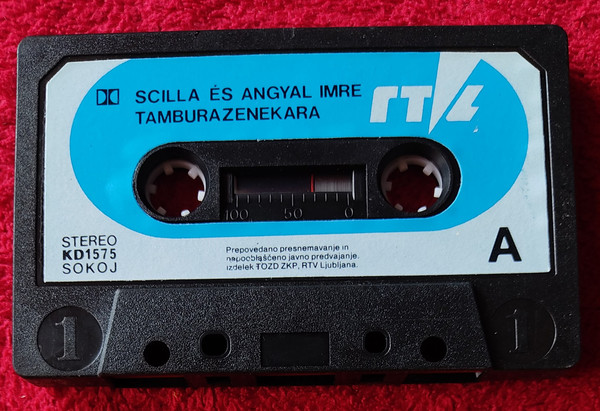 SCILLA ÉS ANGYAL IMRE
TAMBURAZENEKARA
RTVL
100 50 0
STEREO
KD1575
SOKOJ
Prepovedano presnemavanje in
nepooblaščeno javno predvajanje.
izdelek TOZD ZKP, RTV Ljubljana.
A
1
1